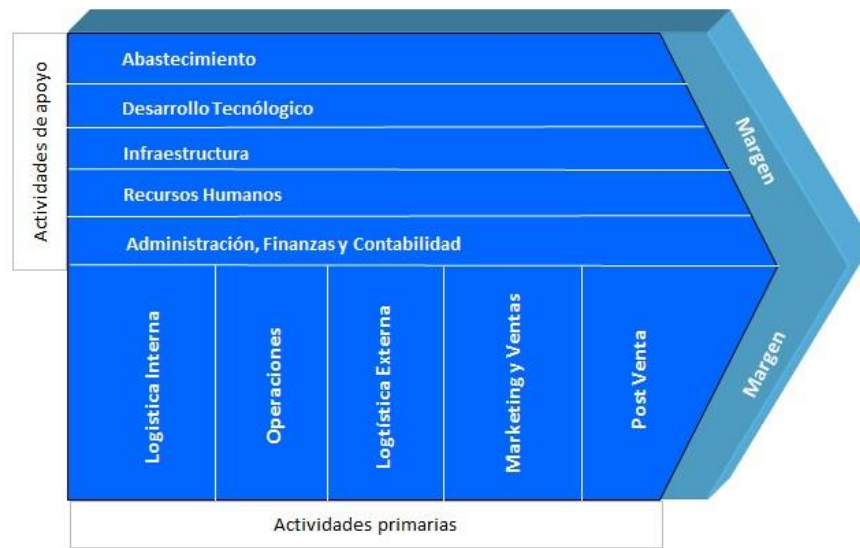 Actividades de apoyo
Abastecimiento
Desarrollo Tecnólogico
Infraestructura
Recursos Humanos
Administración, Finanzas y Contabilidad
Margen
Logistica Interna
Operaciones
Logtística Externa
Marketing y Ventas
Post Venta
Margen
Actividades primarias